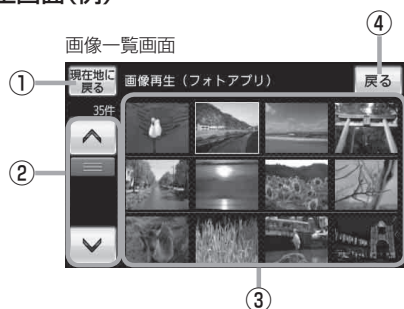 生画面(例)
画像一覧画面
④
①
現在地に
戻る
画像再生（フォトアプリ）
戻る
35件
②
③